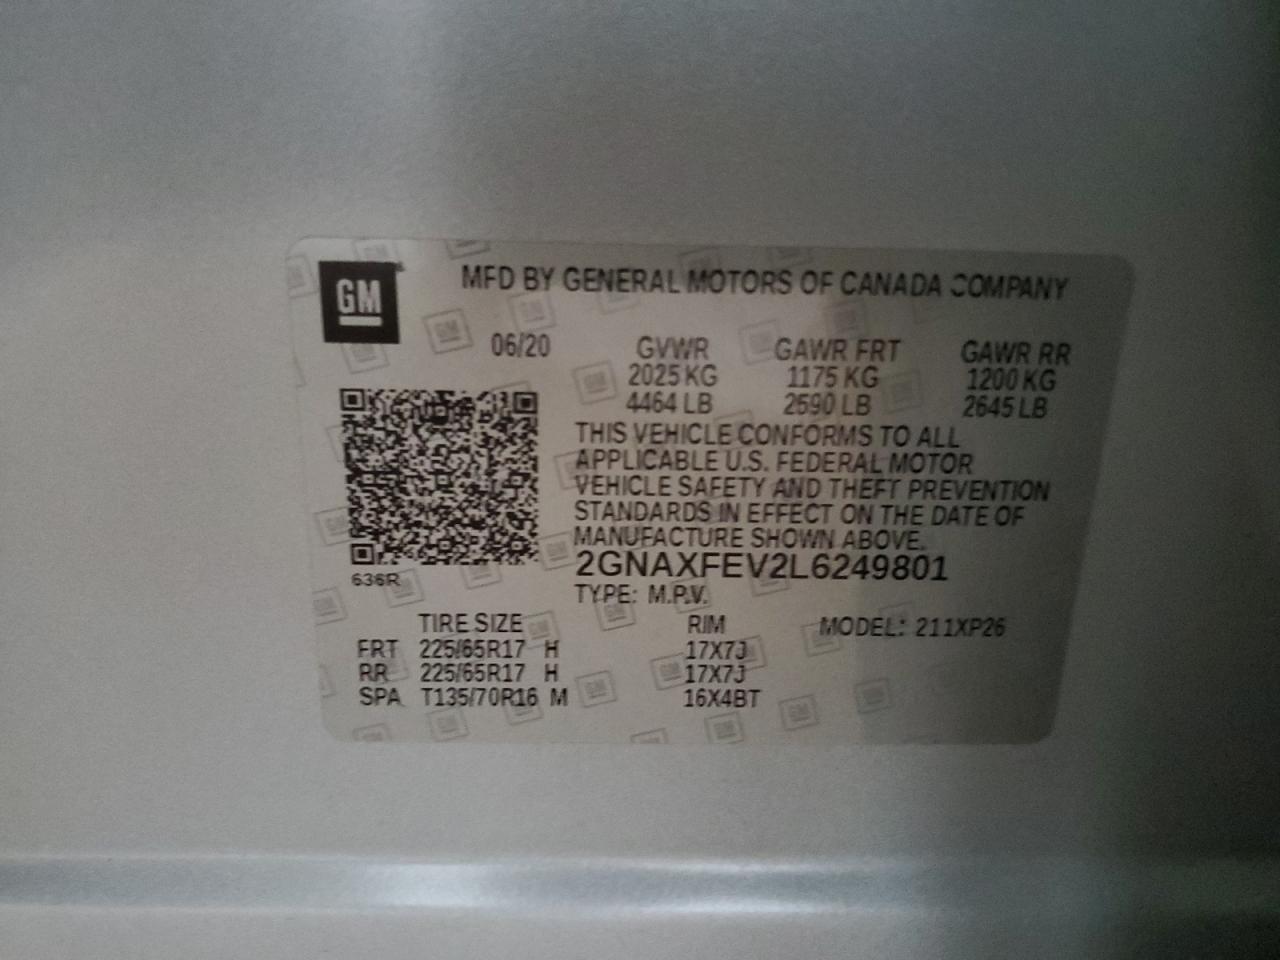 GM
MFD BY GENERAL MOTORS OF CANADA COMPANY
06/20 GVWR GAWR FRT GAWR RR
2025 KG 1175 KG 1200 KG
4464 LB 2590 LB 2645 LB
THIS VEHICLE CONFORMS TO ALL
APPLICABLE U.S. FEDERAL MOTOR
VEHICLE SAFETY AND THEFT PREVENTION
STANDARDS IN EFFECT ON THE DATE OF
MANUFACTURE SHOWN ABOVE.
2GNAXFEV2L6249801
636R
TYPE: M.P.V.
TIRE SIZE RIM MODEL: 211XP26
FRT 225/65R17 H 17X7J
RR 225/65R17 H 17X7J
SPA T135/70R16 M 16X4BT